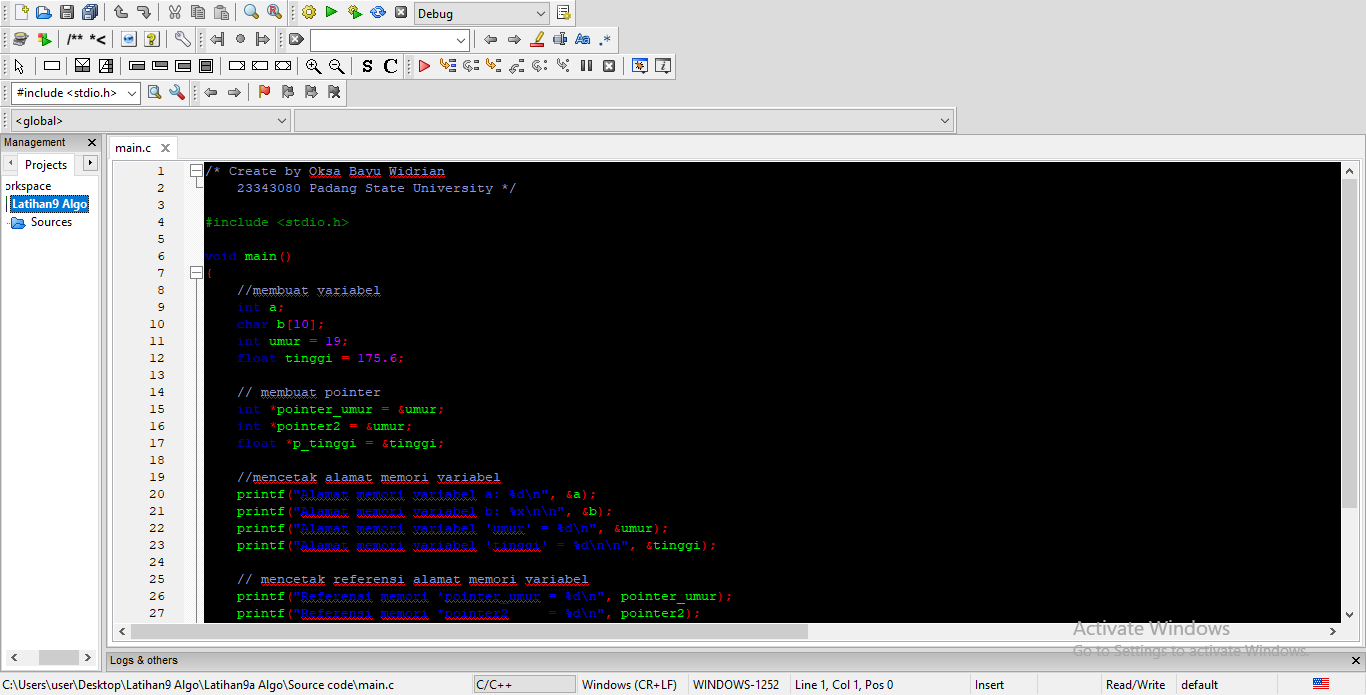 Debug
/** *<
S C
Aa .*
#include <stdio.h>
<global>
Management
main.c
Projects
orkspace
Latihan9 Algo
Sources
1 /* Create by Oksa Bayu Widrian
2 23343080 Padang State University */
3
4 #include <stdio.h>
5
6 void main()
7 {
8 //membuat variabel
9 int a;
10 char b[10];
11 int umur = 19;
12 float tinggi = 175.6;
13
14 // membuat pointer
15 int *pointer_umur = &umur;
16 int *pointer2 = &umur;
17 float *p_tinggi = &tinggi;
18
19 //mencetak alamat memori variabel
20 printf("Alamat memori variabel a: %d\n", &a);
21 printf("Alamat memori variabel b: %x\n\n", &b);
22 printf("Alamat memori variabel 'umur' = %d\n", &umur);
23 printf("Alamat memori variabel 'tinggi' = %d\n\n", &tinggi);
24
25 // mencetak referensi alamat memori variabel
26 printf("Referensi memori *pointer_umur = %d\n", pointer_umur);
27 printf("Referensi memori *pointer2 = %d\n", pointer2);
Activate Windows
Go to Settings to activate Windows.
Logs & others
C:\Users\user\Desktop\Latihan9 Algo\Latihan9a Algo\Source code\main.c C/C++ Windows (CR+LF) WINDOWS-1252 Line 1, Col 1, Pos 0 Insert Read/Write default